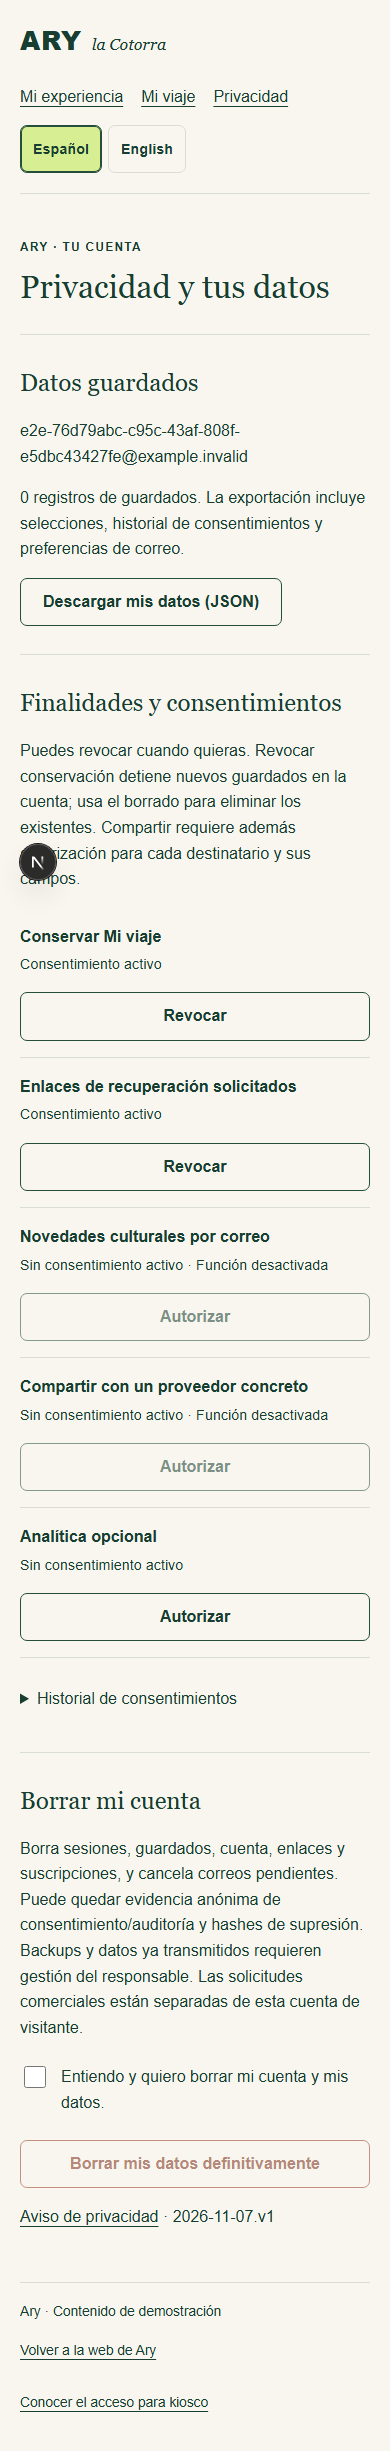 ARY la Cotorra
Mi experiencia Mi viaje Privacidad
Español English
ARY · TU CUENTA
Privacidad y tus datos
Datos guardados
e2e-76d79abc-c95c-43af-808f-
e5dbc43427fe@example.invalid
0 registros de guardados. La exportación incluye
selecciones, historial de consentimientos y
preferencias de correo.
Descargar mis datos (JSON)
Finalidades y consentimientos
Puedes revocar cuando quieras. Revocar
conservación detiene nuevos guardados en la
cuenta; usa el borrado para eliminar los
existentes. Compartir requiere además
para cada destinatario y sus
campos.
N
Conservar Mi viaje
Consentimiento activo
Revocar
Enlaces de recuperación solicitados
Consentimiento activo
Revocar
Novedades culturales por correo
Sin consentimiento activo · Función desactivada
Autorizar
Compartir con un proveedor concreto
Sin consentimiento activo · Función desactivada
Autorizar
Analítica opcional
Sin consentimiento activo
Autorizar
Historial de consentimientos
Borrar mi cuenta
Borra sesiones, guardados, cuenta, enlaces y
suscripciones, y cancela correos pendientes.
Puede quedar evidencia anónima de
consentimiento/auditoría y hashes de supresión.
Backups y datos ya transmitidos requieren
gestión del responsable. Las solicitudes
comerciales están separadas de esta cuenta de
visitante.
Entiendo y quiero borrar mi cuenta y mis
datos.
Borrar mis datos definitivamente
Aviso de privacidad · 2026-11-07.v1
Ary · Contenido de demostración
Volver a la web de Ary
Conocer el acceso para kiosco